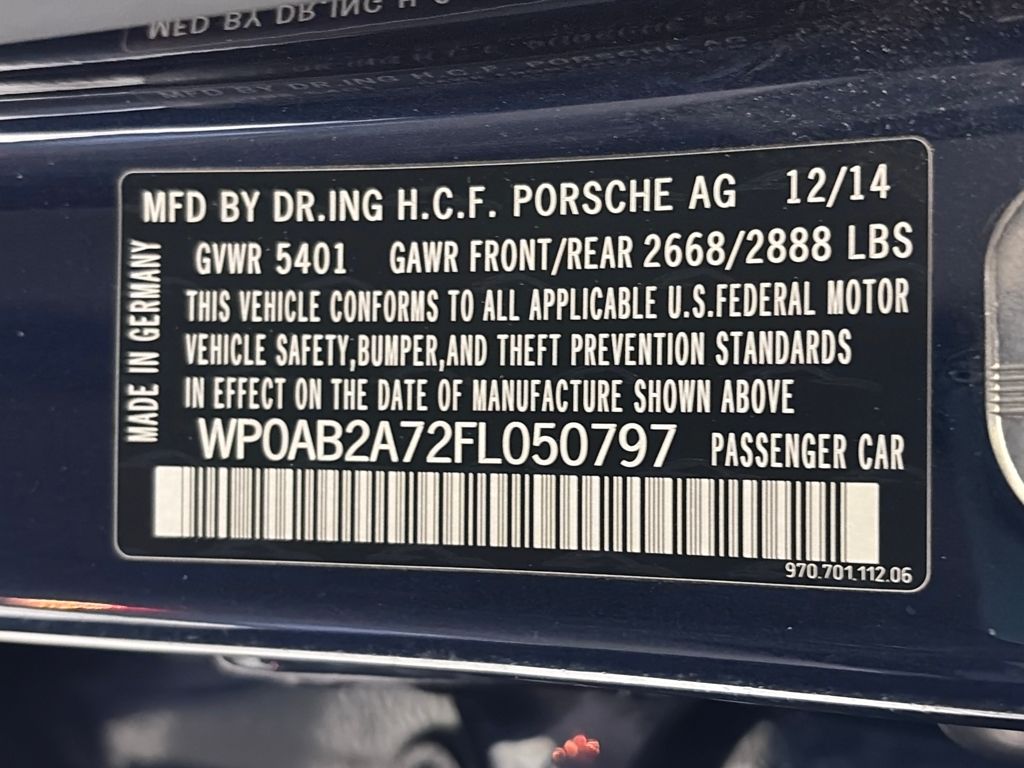 MFD BY DR.ING H.C.F. PORSCHE AG 12/14
GVWR 5401 GAWR FRONT/REAR 2668/2888 LBS
THIS VEHICLE CONFORMS TO ALL APPLICABLE U.S.FEDERAL MOTOR
VEHICLE SAFETY,BUMPER,AND THEFT PREVENTION STANDARDS
IN EFFECT ON THE DATE OF MANUFACTURE SHOWN ABOVE
WP0AB2A72FL050797 PASSENGER CAR
970.701.112.06
MADE IN GERMANY